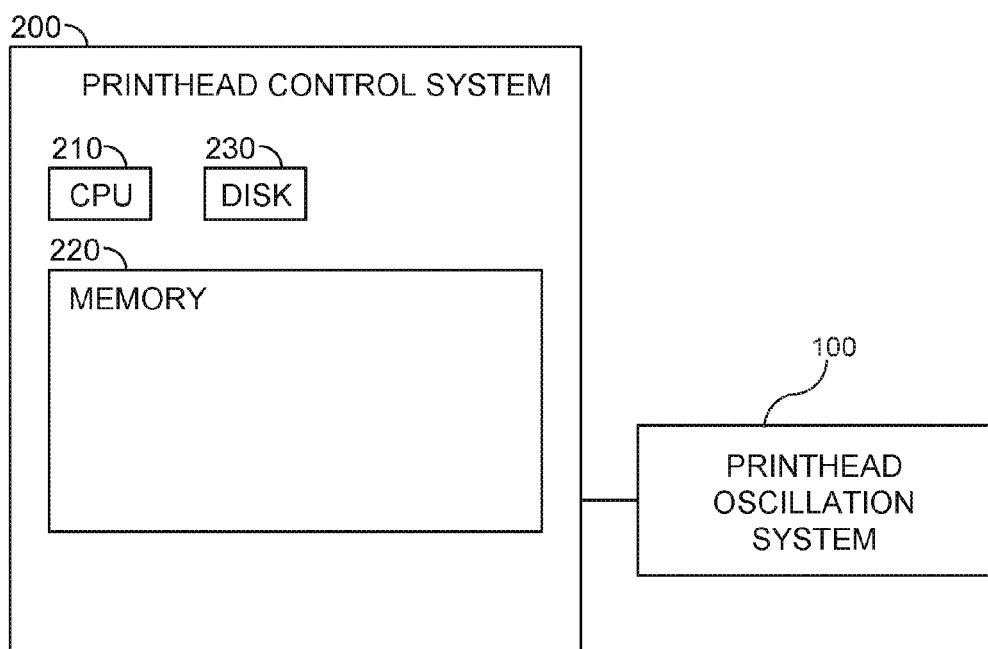 200
PRINTHEAD CONTROL SYSTEM
210
230
CPU
DISK
220
MEMORY
100
PRINTHEAD
OSCILLATION
SYSTEM